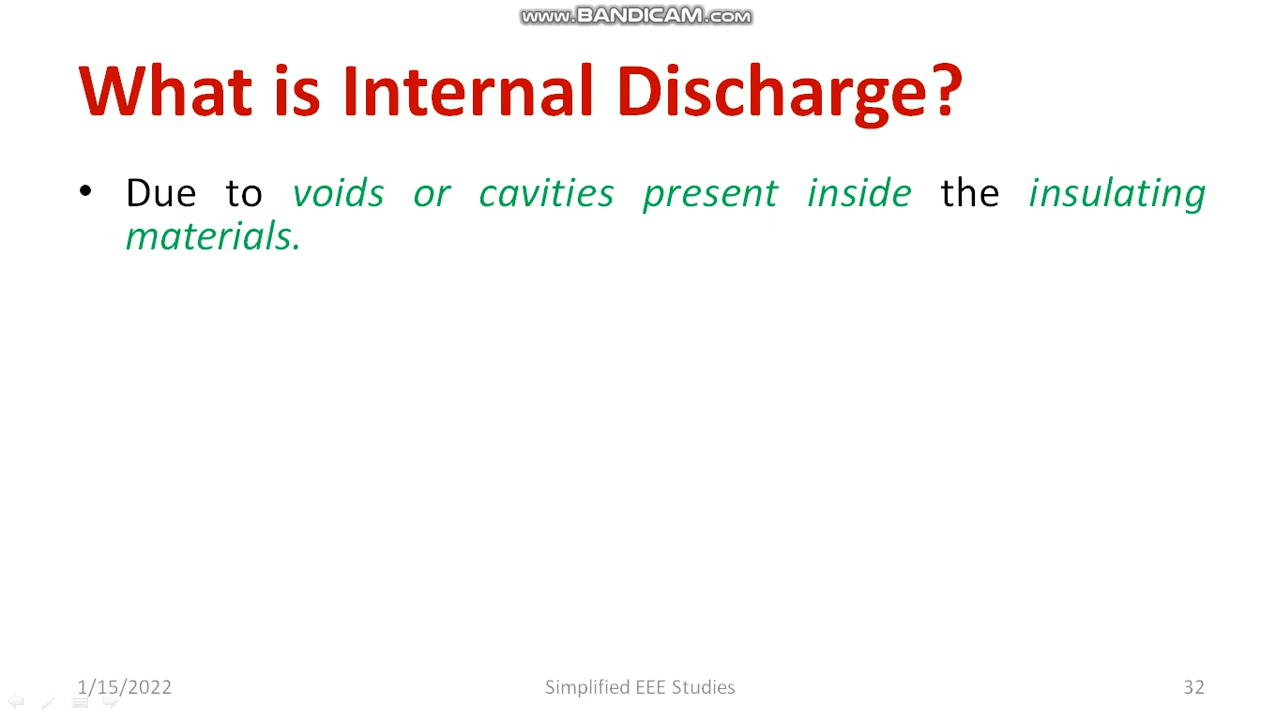 www.BANDICAM.com
What is Internal Discharge?
• Due to voids or cavities present inside the insulating
materials.
1/15/2022 Simplified EEE Studies 32